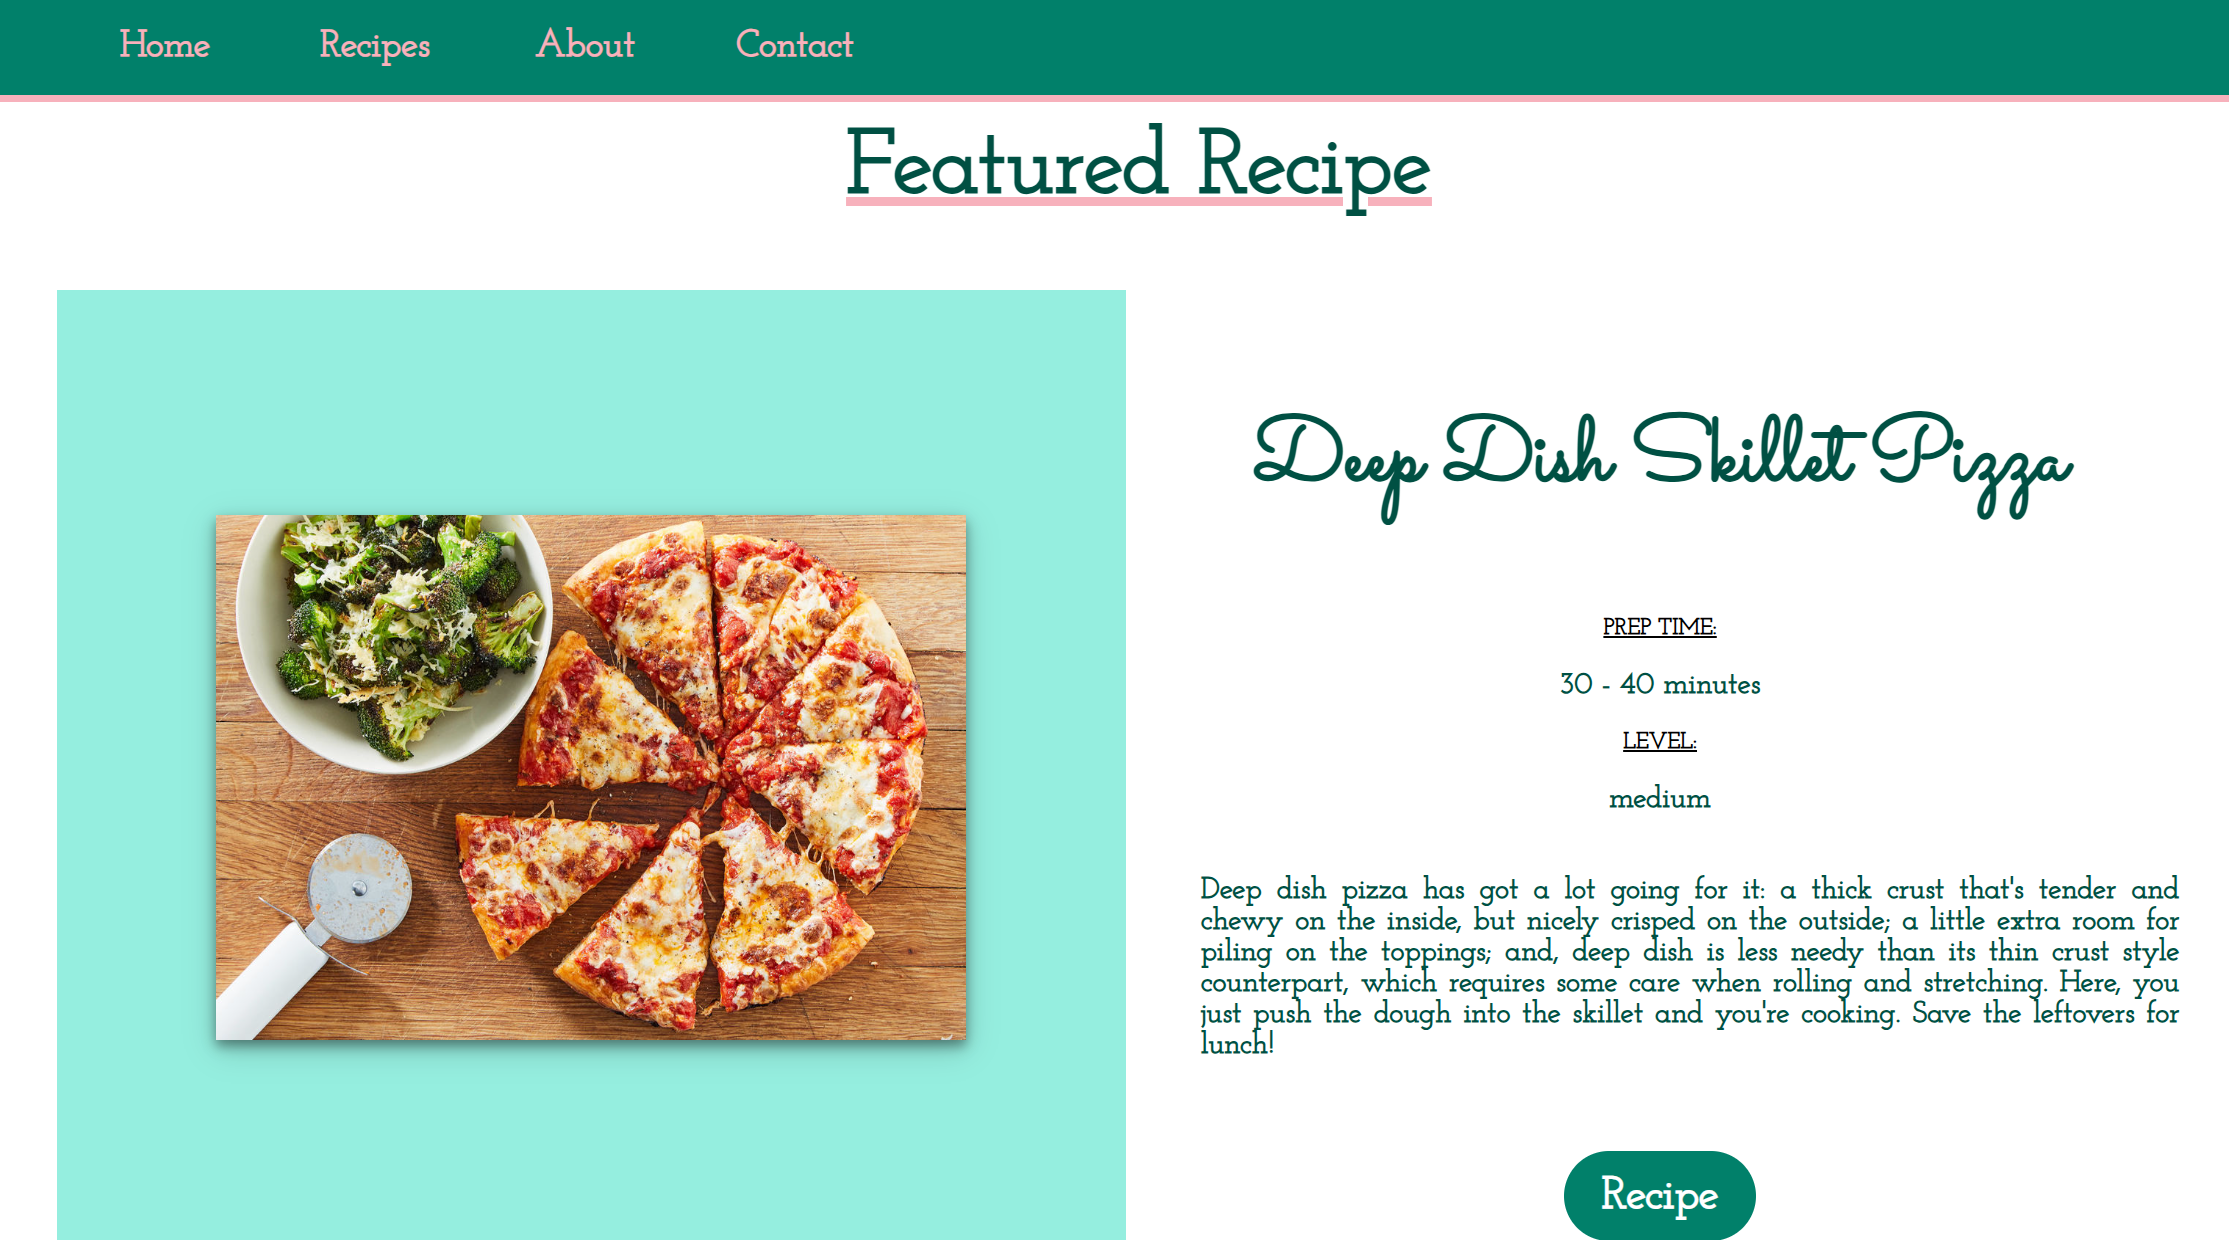 Home Recipes About Contact
Featured Recipe
Deep Dish Skillet Pizza
PREP TIME:
30 - 40 minutes
LEVEL:
medium
Deep dish pizza has got a lot going for it: a thick crust that's tender and
chewy on the inside, but nicely crisped on the outside; a little extra room for
piling on the toppings; and, deep dish is less needy than its thin crust style
counterpart, which requires some care when rolling and stretching. Here, you
just push the dough into the skillet and you're cooking. Save the leftovers for
lunch!
Recipe